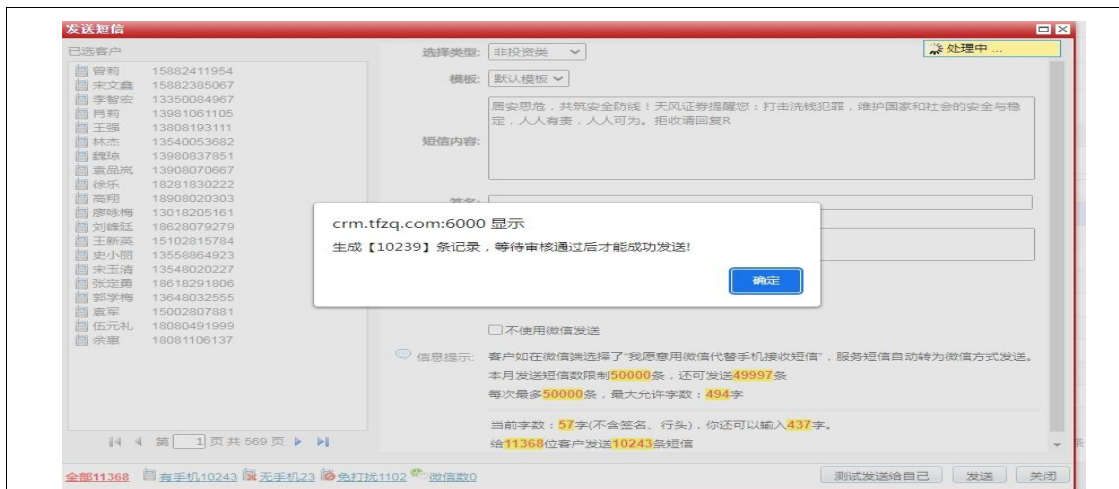 发送短信
已选客户
曾莉 15882411954
宋文鑫 15882385067
李智宏 13350084967
肖莉 13981061105
王强 13808193111
林杰 13540053682
魏琼 13980837851
袁品岚 13908070667
徐乐 18281830222
高翔 18908020303
廖咏梅 13018205161
刘峰廷 18628079279
王新英 15102815784
史小丽 13558864923
宋玉清 13548020227
张定勇 18618291806
郭学梅 13648032555
袁军 15002807881
伍元礼 18080491999
余惠 18081106137
第 1 页 共 569 页
选择类型: 非投资类
处理中 ...
模板: 默认模板
短信内容:
居安思危，共筑安全防线！天风证券提醒您：打击洗钱犯罪，维护国家和社会的安全与稳
定，人人有责，人人可为。拒收请回复R
签名:
crm.tfzq.com:6000 显示
生成【10239】条记录，等待审核通过后才能成功发送!
确定
不使用微信发送
信息提示: 客户如在微信端选择了"我愿意用微信代替手机接收短信"，服务短信自动转为微信方式发送。
本月发送短信数限制50000条，还可发送49997条
每次最多50000条，最大允许字数：494字
当前字数：57字(不含签名、行头)，你还可以输入437字。
给11368位客户发送10243条短信
全部11368 有手机10243 无手机23 免打扰1102 微信数0
测试发送给自己 发送 关闭